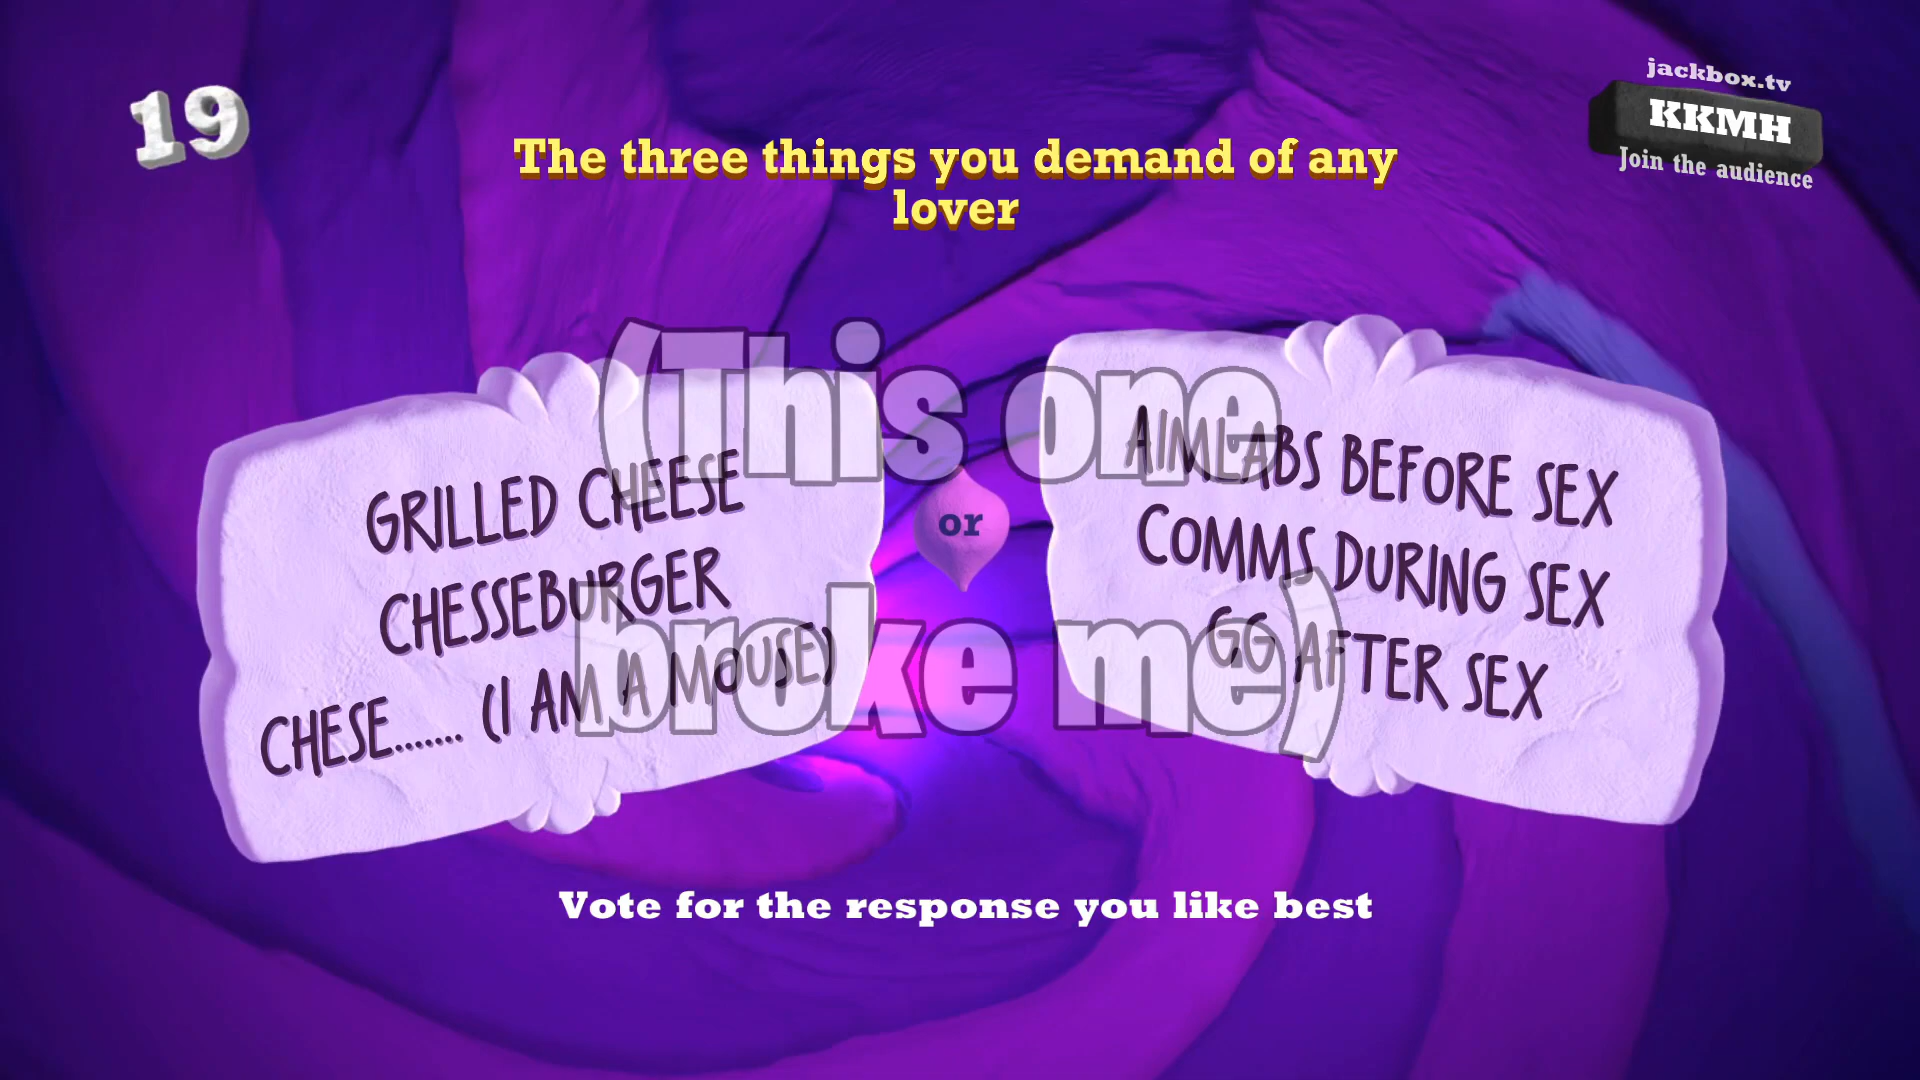 19
jackbox.tv
KKMH
Join the audience
The three things you demand of any
lover
(This one
broke me)
GRILLED CHEESE
CHESSEBURGER
CHESE....... (I AM A MOUSE)
or
AIMLABS BEFORE SEX
COMMS DURING SEX
GG AFTER SEX
Vote for the response you like best